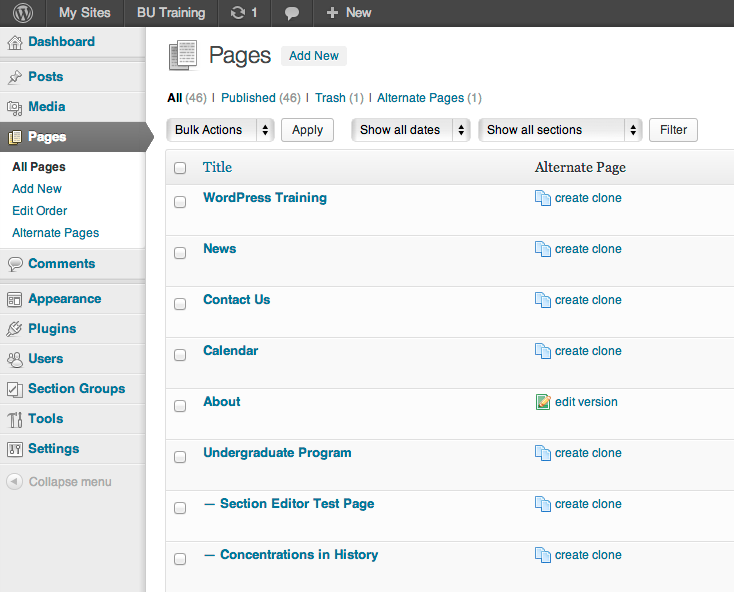 My Sites BU Training 1 New
Dashboard
Posts
Media
Pages
All Pages
Add New
Edit Order
Alternate Pages
Comments
Appearance
Plugins
Users
Section Groups
Tools
Settings
Collapse menu
Pages Add New
All (46) | Published (46) | Trash (1) | Alternate Pages (1)
Bulk Actions Apply Show all dates Show all sections Filter
Title Alternate Page
WordPress Training create clone
News create clone
Contact Us create clone
Calendar create clone
About edit version
Undergraduate Program create clone
— Section Editor Test Page create clone
— Concentrations in History create clone